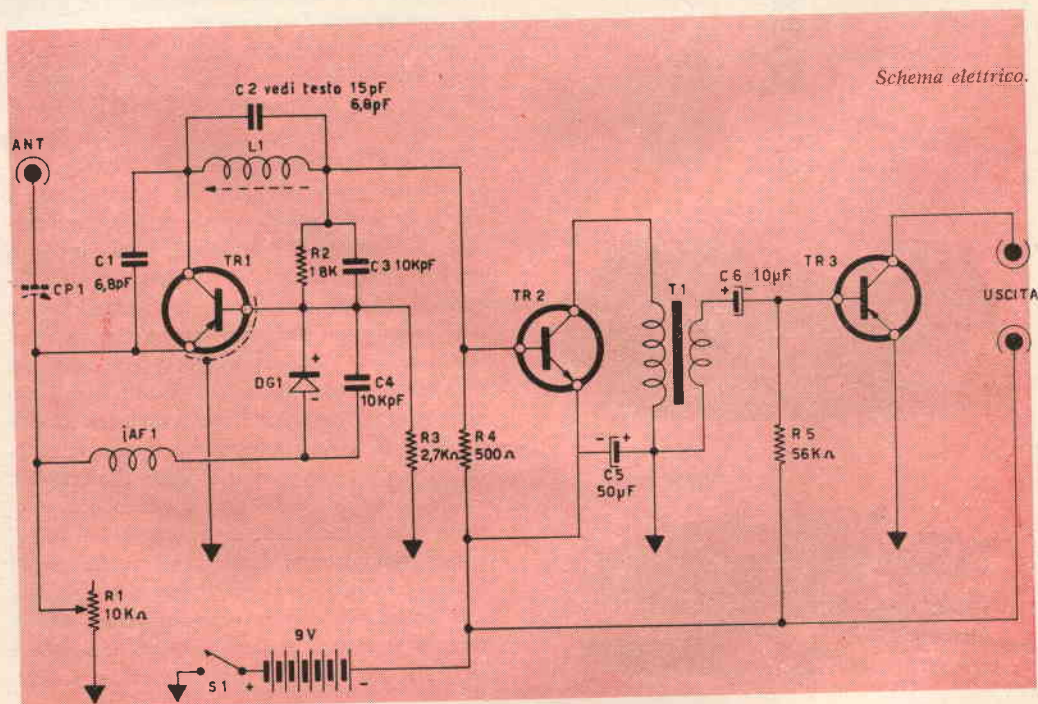 Schema elettrico.
C2 vedi testo 15pF
6,8pF
ANT
L1
C1
6,8pF
TR1
R2
18K
C3 10KpF
CP1
DG1
+
-
C4
10KpF
jAF1
R3
2,7KΩ
R4
500Ω
TR2
T1
C6 10µF
+ -
TR3
USCITA
- +
C5
50µF
R5
56KΩ
R1
10KΩ
9V
S1
+ -